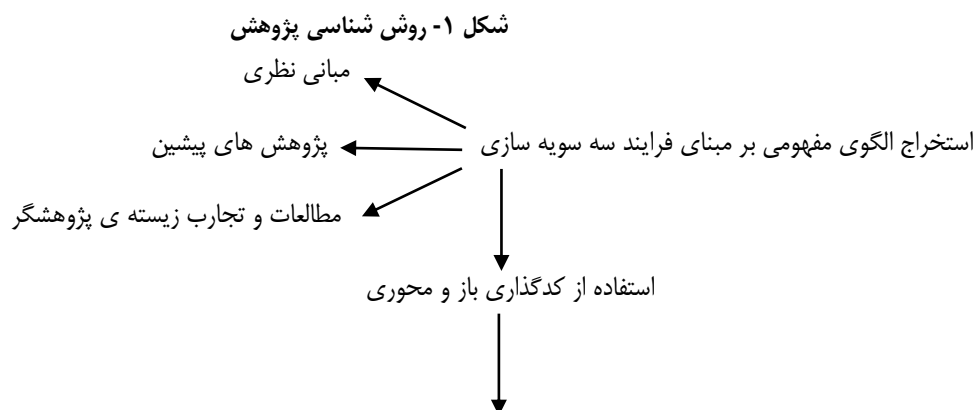 شکل ۱- روش شناسی پژوهش
مبانی نظری
استخراج الگوی مفهومی بر مبنای فرایند سه سویه سازی
پژوهش های پیشین
مطالعات و تجارب زیسته ی پژوهشگر
استفاده از کدگذاری باز و محوری